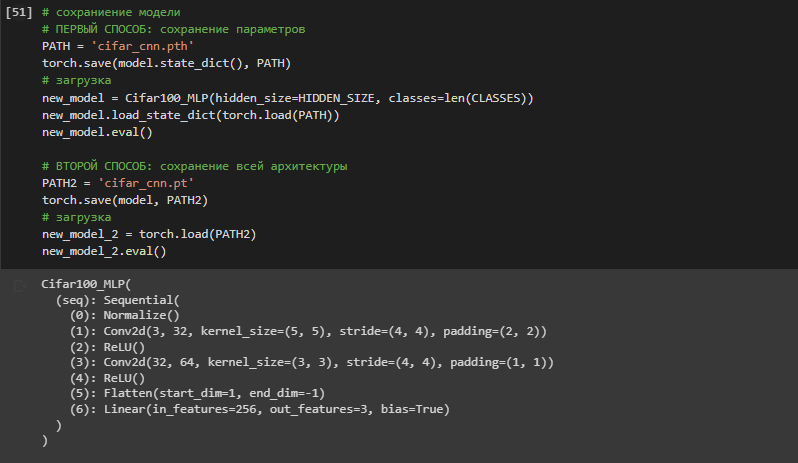 [51] # сохраниение модели
# ПЕРВЫЙ СПОСОБ: сохранение параметров
PATH = 'cifar_cnn.pth'
torch.save(model.state_dict(), PATH)
# загрузка
new_model = Cifar100_MLP(hidden_size=HIDDEN_SIZE, classes=len(CLASSES))
new_model.load_state_dict(torch.load(PATH))
new_model.eval()

# ВТОРОЙ СПОСОБ: сохранение всей архитектуры
PATH2 = 'cifar_cnn.pt'
torch.save(model, PATH2)
# загрузка
new_model_2 = torch.load(PATH2)
new_model_2.eval()

Cifar100_MLP(
  (seq): Sequential(
    (0): Normalize()
    (1): Conv2d(3, 32, kernel_size=(5, 5), stride=(4, 4), padding=(2, 2))
    (2): ReLU()
    (3): Conv2d(32, 64, kernel_size=(3, 3), stride=(4, 4), padding=(1, 1))
    (4): ReLU()
    (5): Flatten(start_dim=1, end_dim=-1)
    (6): Linear(in_features=256, out_features=3, bias=True)
  )
)